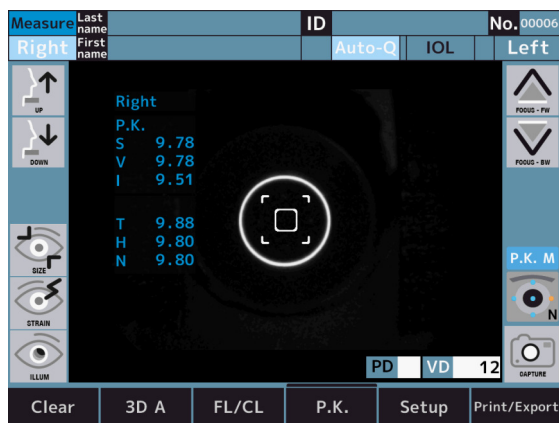 Measure Last name ID No. 00006
Right First name Auto-Q IOL Left
UP
FOCUS - FW
DOWN
FOCUS - BW
Right
P.K.
S 9.78
V 9.78
I 9.51
T 9.88
H 9.80
N 9.80
SIZE
P.K. M
N
STRAIN
ILLUM
PD VD 12
CAPTURE
Clear 3D A FL/CL P.K. Setup Print/Export